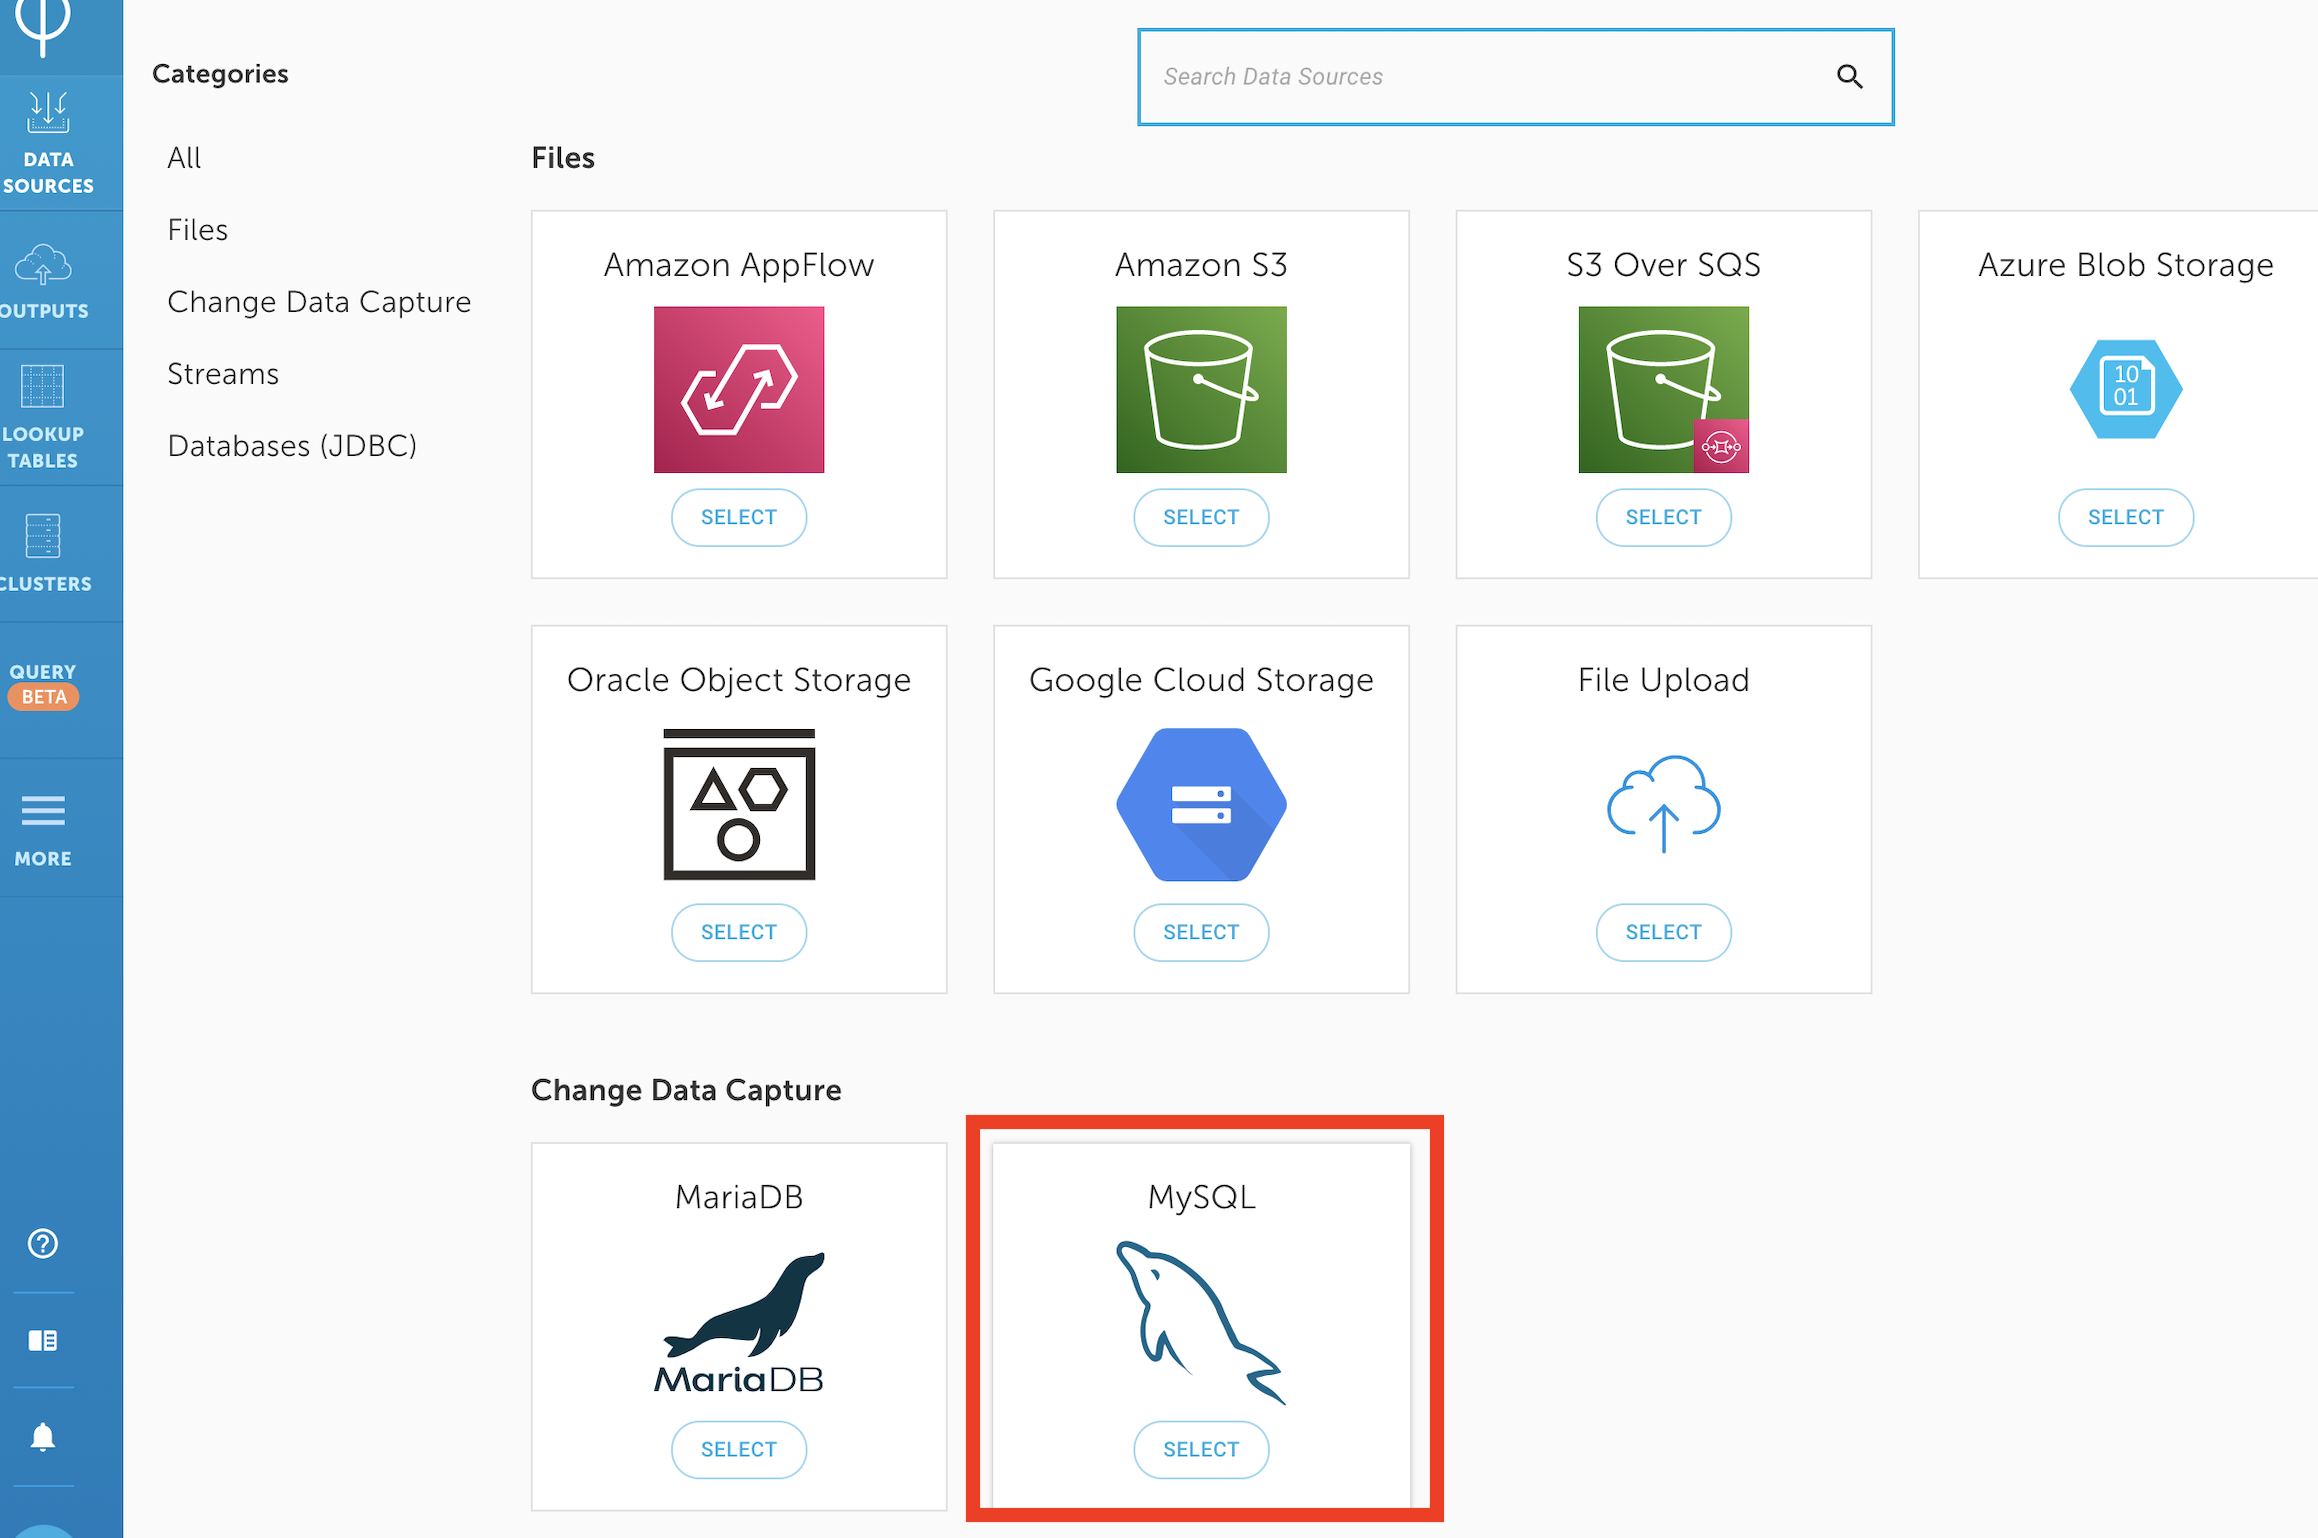 DATA
SOURCES
OUTPUTS
LOOKUP
TABLES
CLUSTERS
QUERY
BETA
MORE
Categories
All
Files
Change Data Capture
Streams
Databases (JDBC)
Search Data Sources
Files
Amazon AppFlow
SELECT
Amazon S3
SELECT
S3 Over SQS
SELECT
Azure Blob Storage
10
01
SELECT
Oracle Object Storage
SELECT
Google Cloud Storage
SELECT
File Upload
SELECT
Change Data Capture
MariaDB
MariaDB
SELECT
MySQL
SELECT